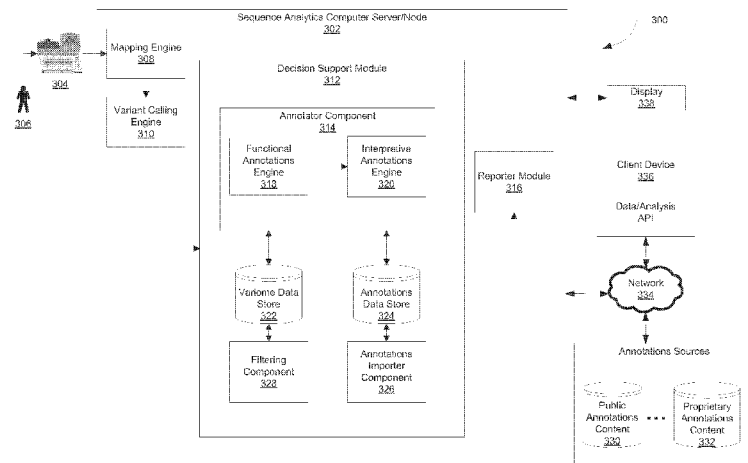 Sequence Analytics Computer Server/Node
302
300
304
306
Mapping Engine
308
Variant Calling
Engine
310
Decision Support Module
312
Annotator Component
314
Functional
Annotations
Engine
318
Interpretive
Annotations
Engine
320
Variome Data
Store
322
Annotations
Data Store
324
Filtering
Component
328
Annotations
Importer
Component
326
Reporter Module
316
Display
338
Client Device
336
Data/Analysis
API
Network
334
Annotations Sources
Public
Annotations
Content
330
Proprietary
Annotations
Content
332